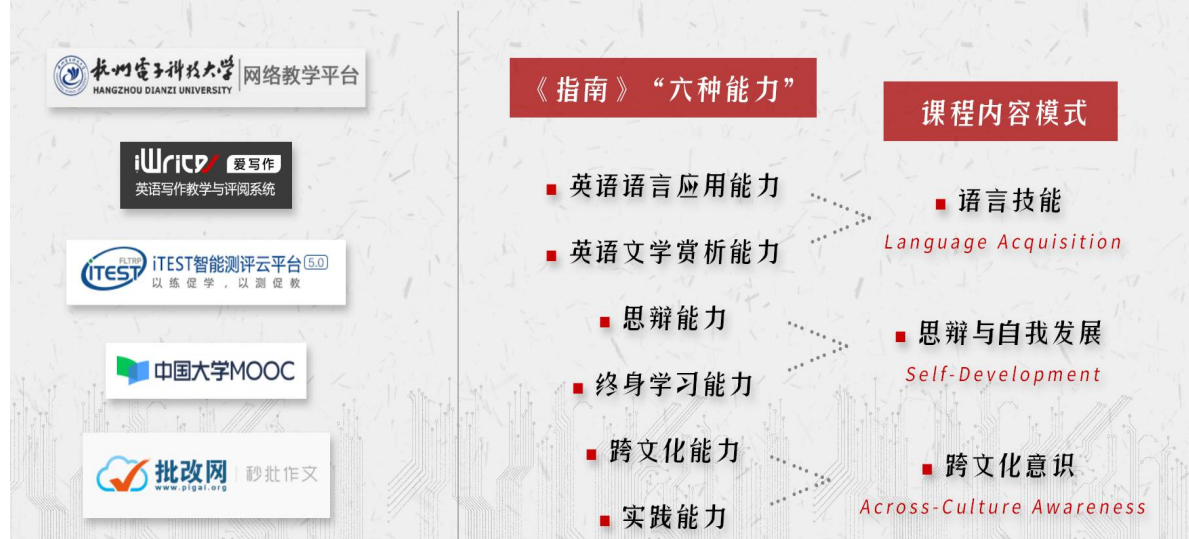 杭州电子科技大学
HANGZHOU DIANZI UNIVERSITY
网络教学平台
iWrite 爱写作
英语写作教学与评阅系统
FLTRP
iTEST iTEST智能测评云平台 5.0
以练促学，以测促教
中国大学MOOC
批改网 秒批作文
www.pigai.org
《指南》“六种能力”
英语语言应用能力
英语文学赏析能力
思辩能力
终身学习能力
跨文化能力
实践能力
课程内容模式
语言技能
Language Acquisition
思辩与自我发展
Self-Development
跨文化意识
Across-Culture Awareness